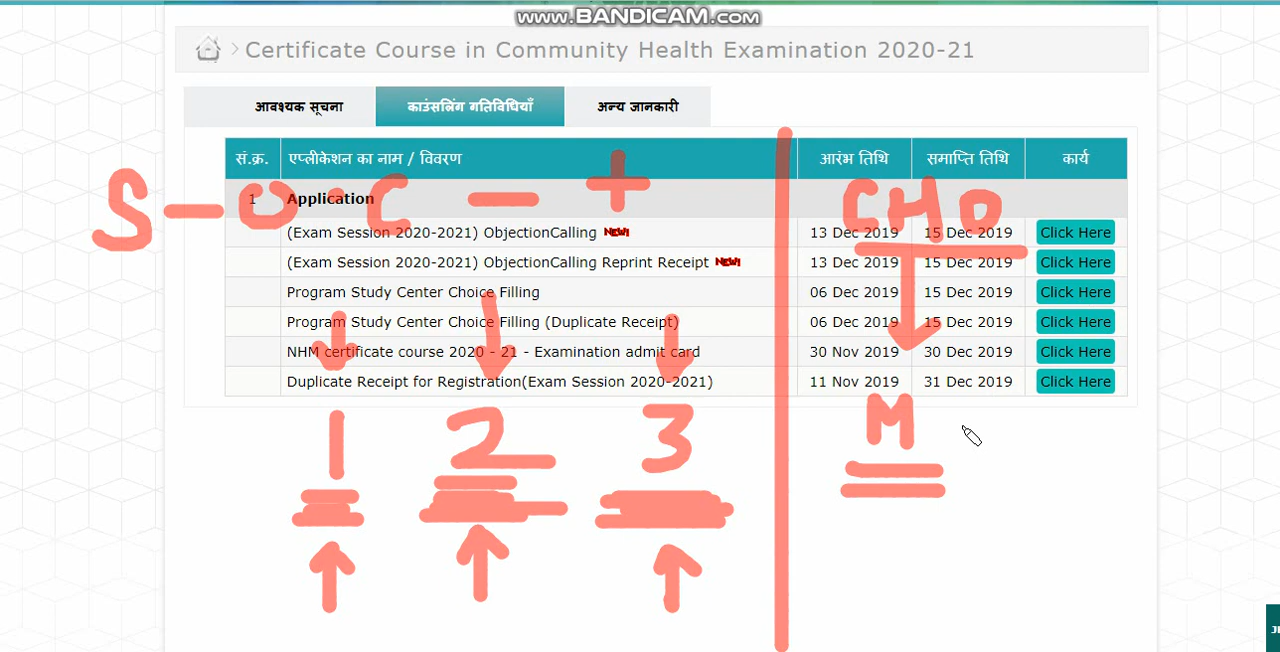 www.BANDICAM.com
Certificate Course in Community Health Examination 2020-21
आवश्यक सूचना काउंसलिंग गतिविधियाँ अन्य जानकारी
सं.क्र. एप्लीकेशन का नाम / विवरण आरंभ तिथि समाप्ति तिथि कार्य
1 Application
S - O - C - + CHO
(Exam Session 2020-2021) ObjectionCalling NEW! 13 Dec 2019 15 Dec 2019 Click Here
(Exam Session 2020-2021) ObjectionCalling Reprint Receipt NEW! 13 Dec 2019 15 Dec 2019 Click Here
Program Study Center Choice Filling 06 Dec 2019 15 Dec 2019 Click Here
Program Study Center Choice Filling (Duplicate Receipt) 06 Dec 2019 15 Dec 2019 Click Here
NHM certificate course 2020 - 21 - Examination admit card 30 Nov 2019 30 Dec 2019 Click Here
Duplicate Receipt for Registration(Exam Session 2020-2021) 11 Nov 2019 31 Dec 2019 Click Here
1 2 3 M